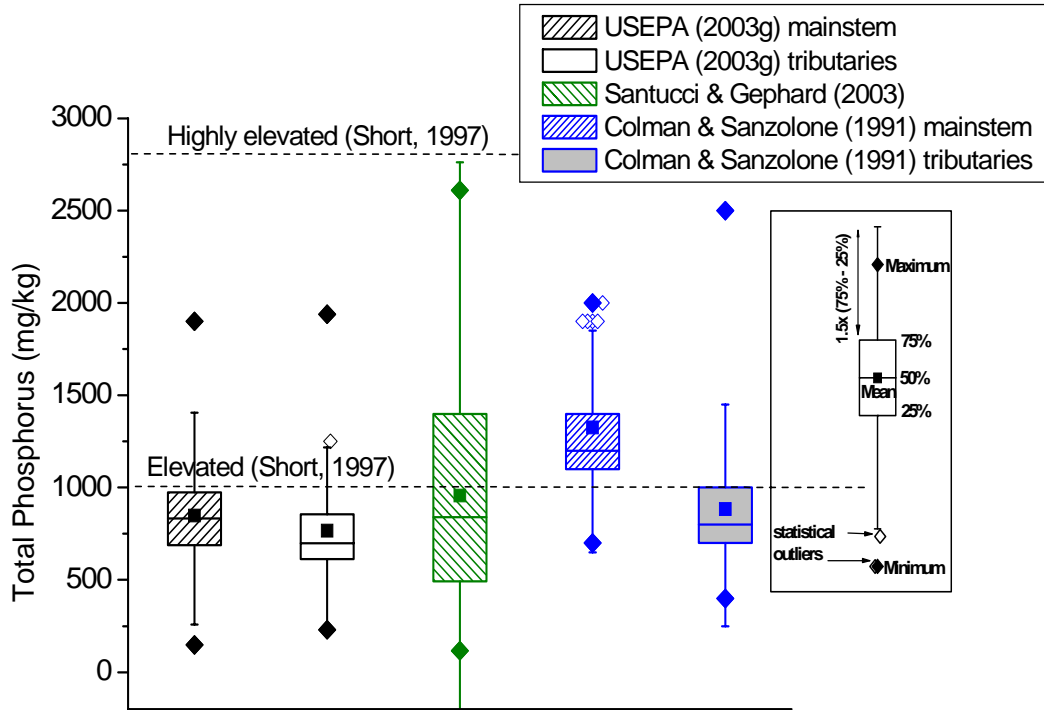 USEPA (2003g) mainstem
USEPA (2003g) tributaries
Santucci & Gephard (2003)
Colman & Sanzolone (1991) mainstem
Colman & Sanzolone (1991) tributaries
Total Phosphorus (mg/kg)
3000
2500
2000
1500
1000
500
0
Highly elevated (Short, 1997)
Elevated (Short, 1997)
1.5x (75% - 25%)
Maximum
75%
50%
Mean
25%
statistical
outliers
Minimum